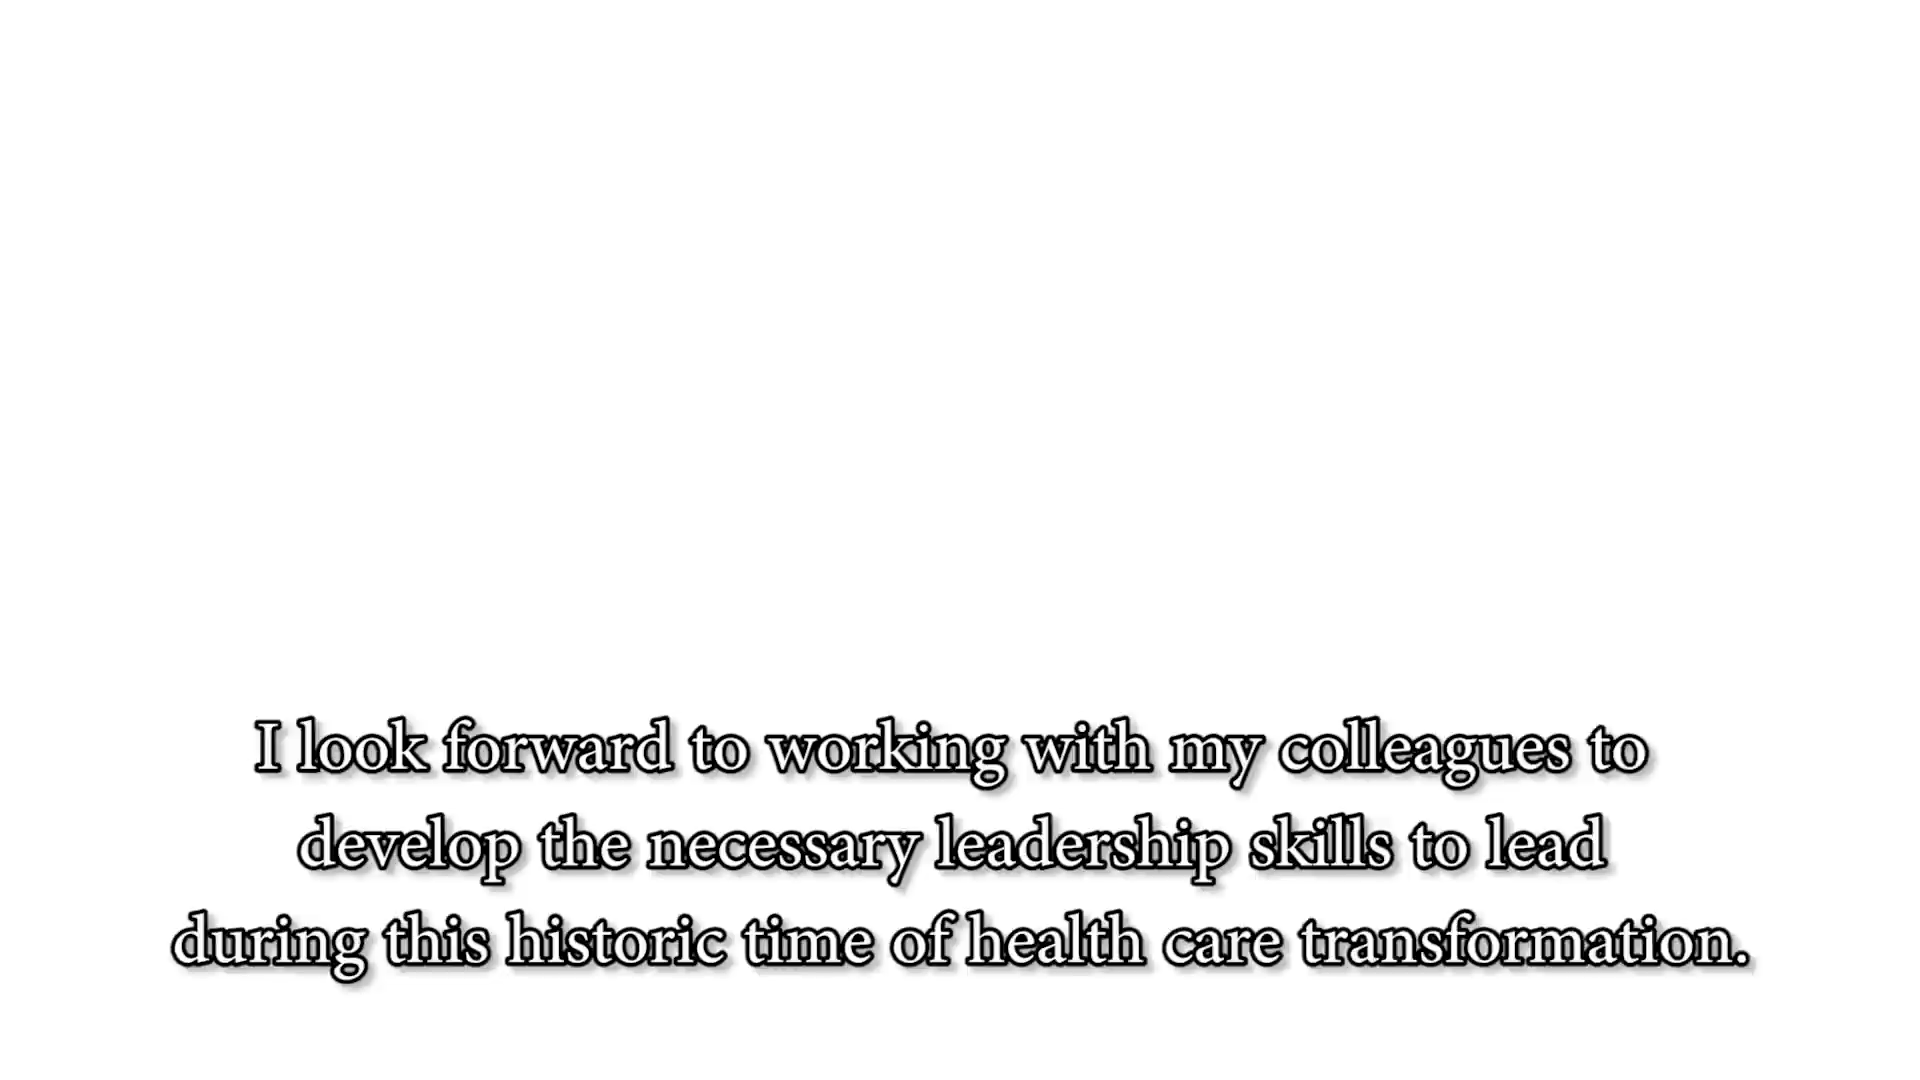 I look forward to working with my colleagues to
develop the necessary leadership skills to lead
during this historic time of health care transformation.